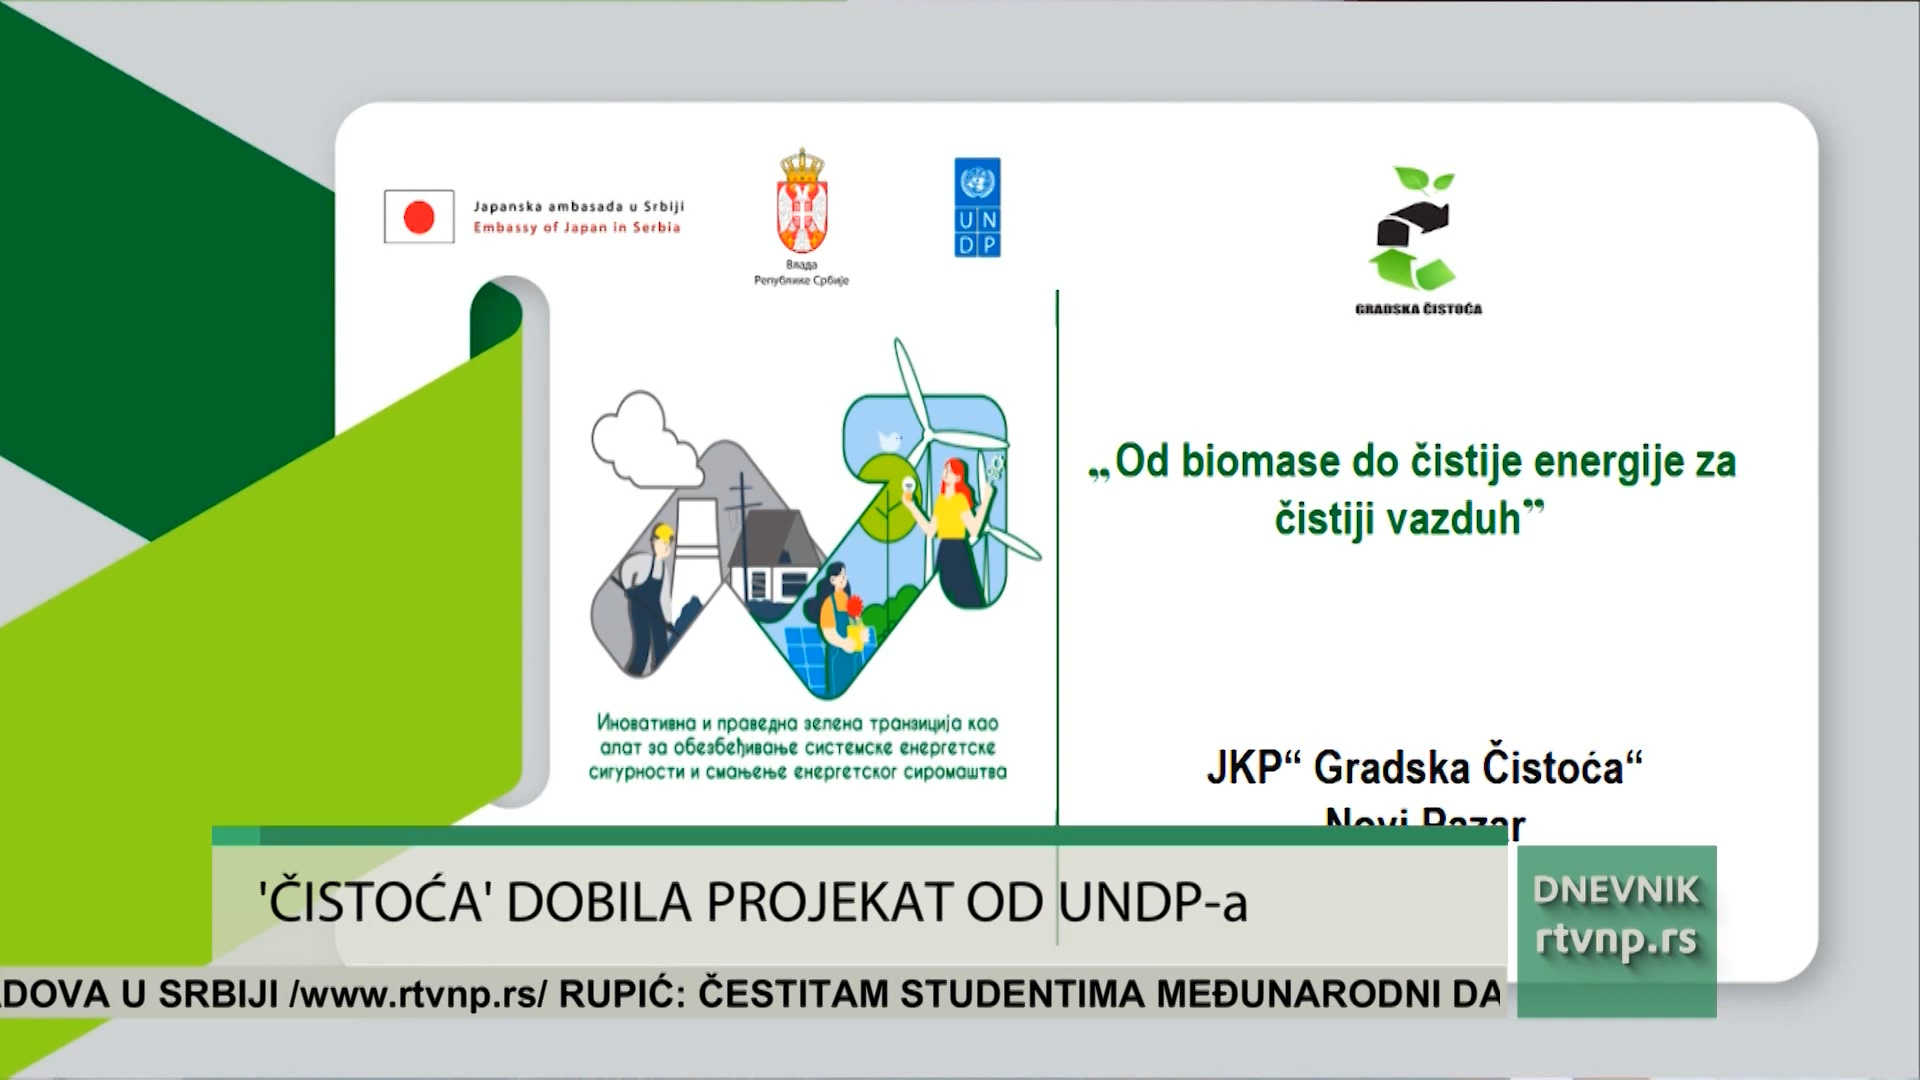 Japanska ambasada u Srbiji
Embassy of Japan in Serbia
Влада
Републике Србије
U N
D P
GRADSKA ČISTOĆA
„Od biomase do čistije energije za
čistiji vazduh”
Иновативна и праведна зелена транзиција као
алат за обезбеђивање системске енергетске
сигурности и смањење енергетског сиромаштва
JKP“ Gradska Čistoća“
Novi Pazar
'ČISTOĆA' DOBILA PROJEKAT OD UNDP-a
DNEVNIK
rtvnp.rs
ADOVA U SRBIJI /www.rtvnp.rs/ RUPIĆ: ČESTITAM STUDENTIMA MEĐUNARODNI DA